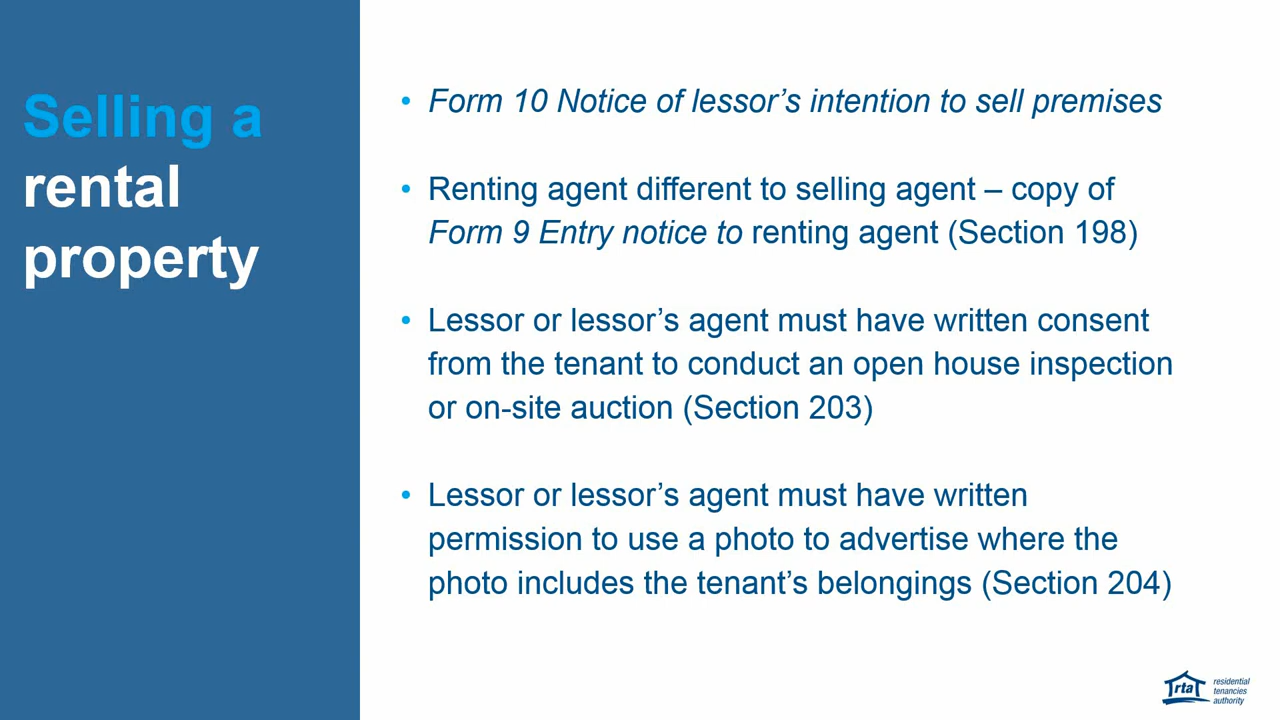 Selling a
rental
property
• Form 10 Notice of lessor’s intention to sell premises
• Renting agent different to selling agent – copy of
Form 9 Entry notice to renting agent (Section 198)
• Lessor or lessor’s agent must have written consent
from the tenant to conduct an open house inspection
or on-site auction (Section 203)
• Lessor or lessor’s agent must have written
permission to use a photo to advertise where the
photo includes the tenant’s belongings (Section 204)
rta
residential
tenancies
authority